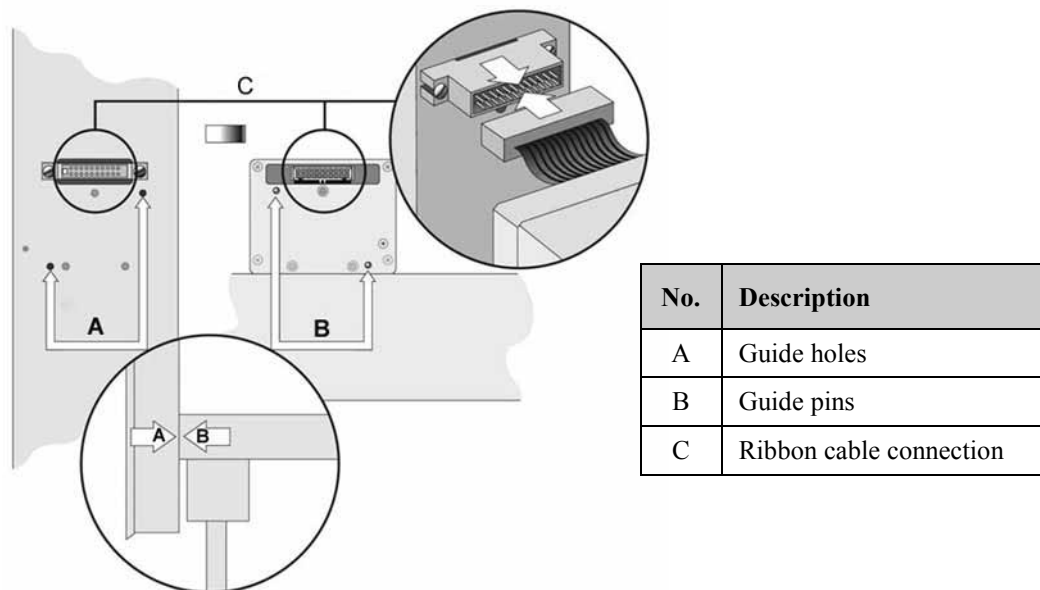 C
A
B
A B
No. Description
A Guide holes
B Guide pins
C Ribbon cable connection